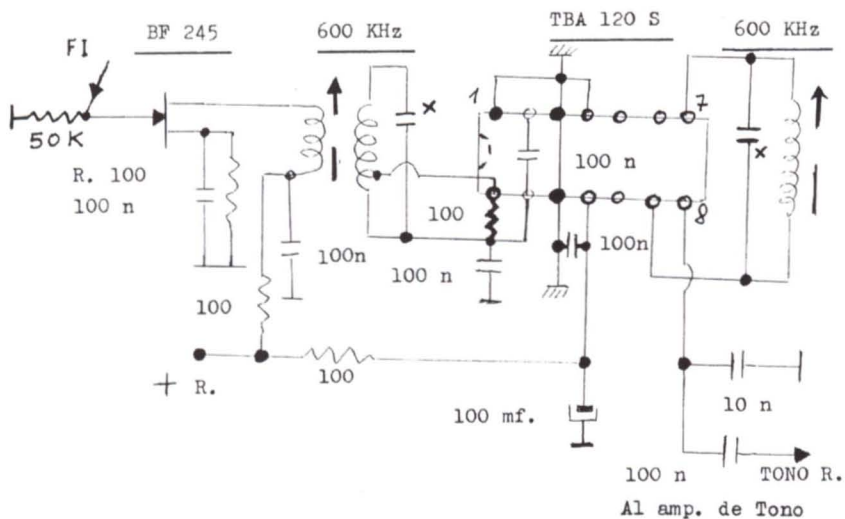 FI
BF 245
600 KHz
TBA 120 S
600 KHz
50K
1
x
7
100 n
x
R. 100
100 n
100
8
100n
100n
100 n
100
+ R.
100
10 n
100 mf.
100 n
TONO R.
Al amp. de Tono